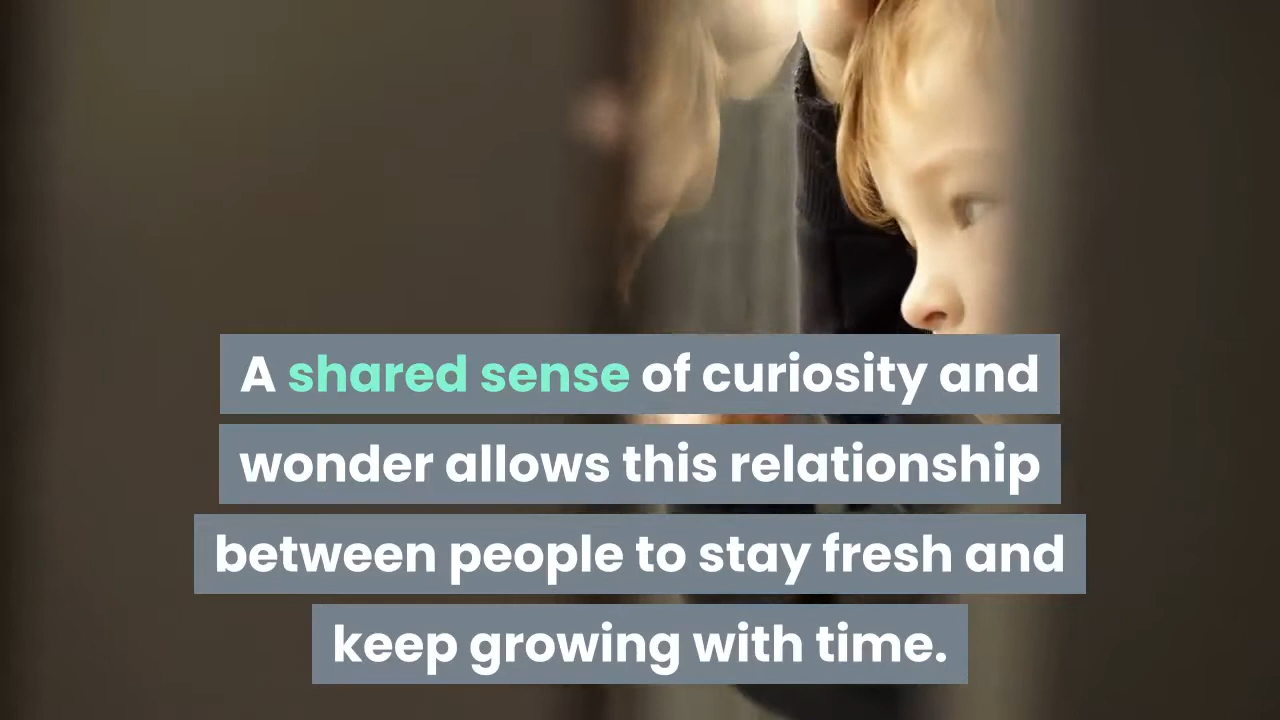 A shared sense of curiosity and
wonder allows this relationship
between people to stay fresh and
keep growing with time.